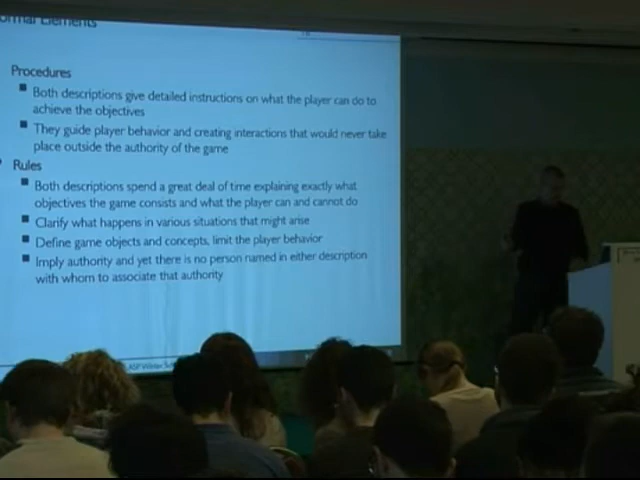 Formal Elements
Procedures
Both descriptions give detailed instructions on what the player can do to
achieve the objectives
They guide player behavior and creating interactions that would never take
place outside the authority of the game
Rules
Both descriptions spend a great deal of time explaining exactly what
objectives the game consists and what the player can and cannot do
Clarify what happens in various situations that might arise
Define game objects and concepts, limit the player behavior
Imply authority and yet there is no person named in either description
with whom to associate that authority